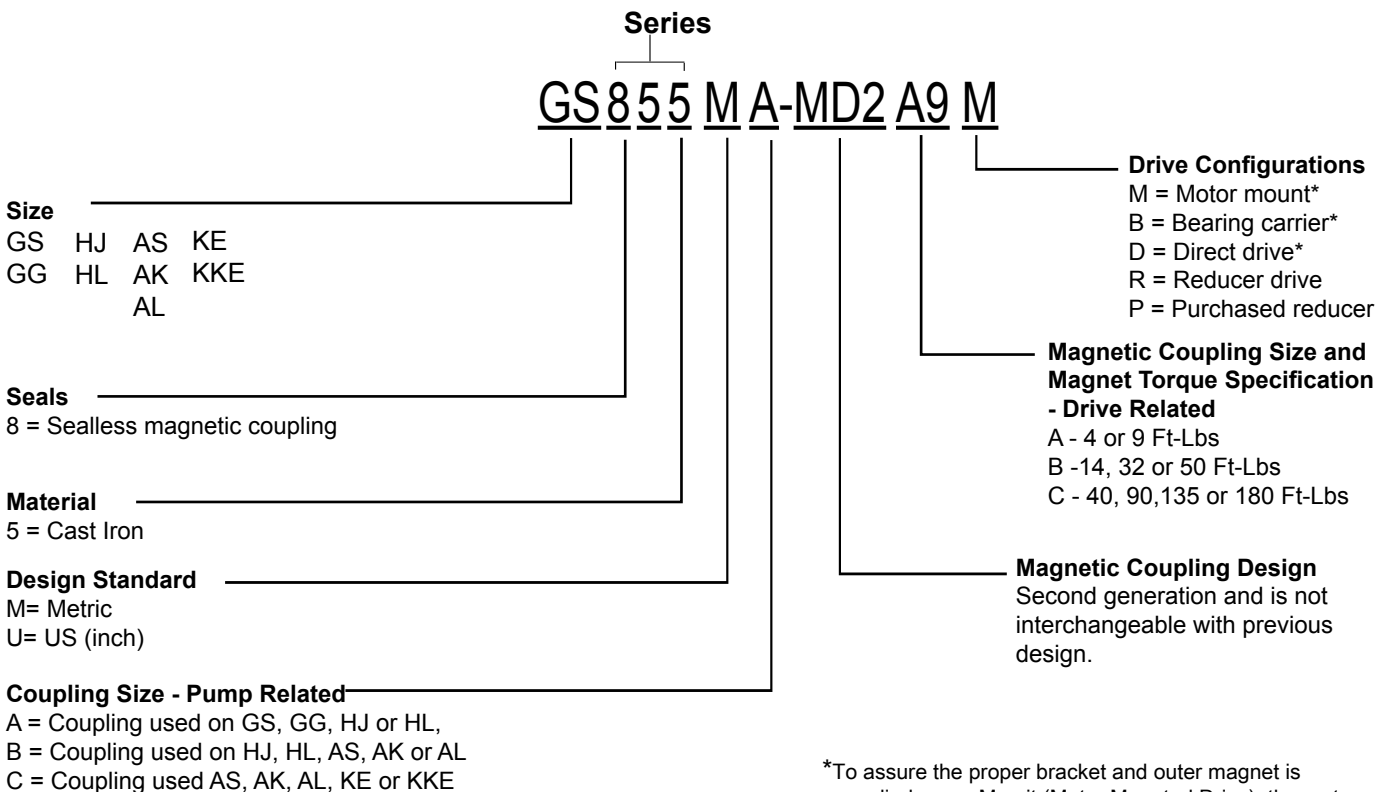 Series
GS855MA-MD2 A9 M
Size
GS HJ AS KE
GG HL AK KKE
AL
Seals
8 = Sealless magnetic coupling
Material
5 = Cast Iron
Design Standard
M= Metric
U= US (inch)
Coupling Size - Pump Related
A = Coupling used on GS, GG, HJ or HL,
B = Coupling used on HJ, HL, AS, AK or AL
C = Coupling used AS, AK, AL, KE or KKE
Drive Configurations
M = Motor mount*
B = Bearing carrier*
D = Direct drive*
R = Reducer drive
P = Purchased reducer
Magnetic Coupling Size and
Magnet Torque Specification
- Drive Related
A - 4 or 9 Ft-Lbs
B -14, 32 or 50 Ft-Lbs
C - 40, 90,135 or 180 Ft-Lbs
Magnetic Coupling Design
Second generation and is not
interchangeable with previous
design.
*To assure the proper bracket and outer magnet is